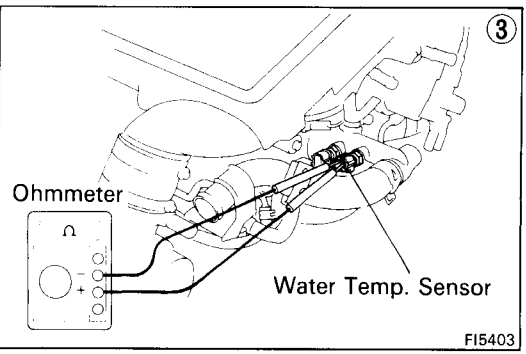 ③
Ohmmeter
Ω
−
+
Water Temp. Sensor
FI5403